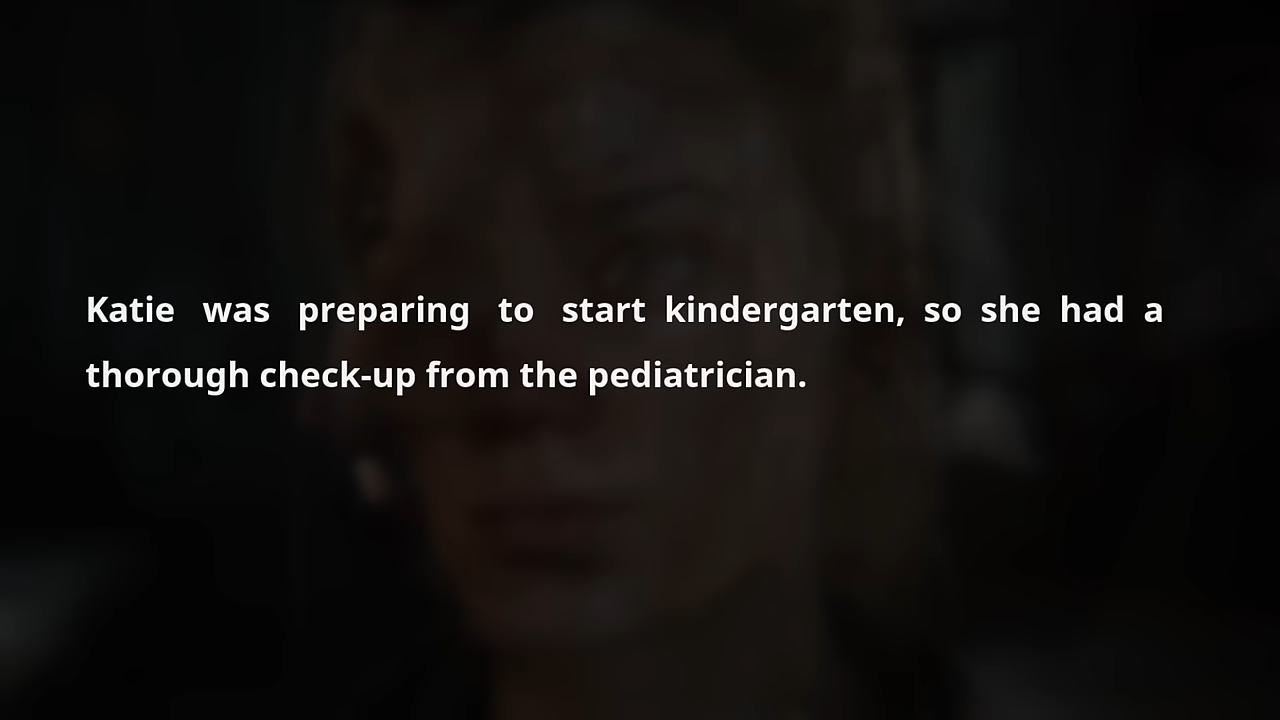 Katie was preparing to start kindergarten, so she had a
thorough check-up from the pediatrician.